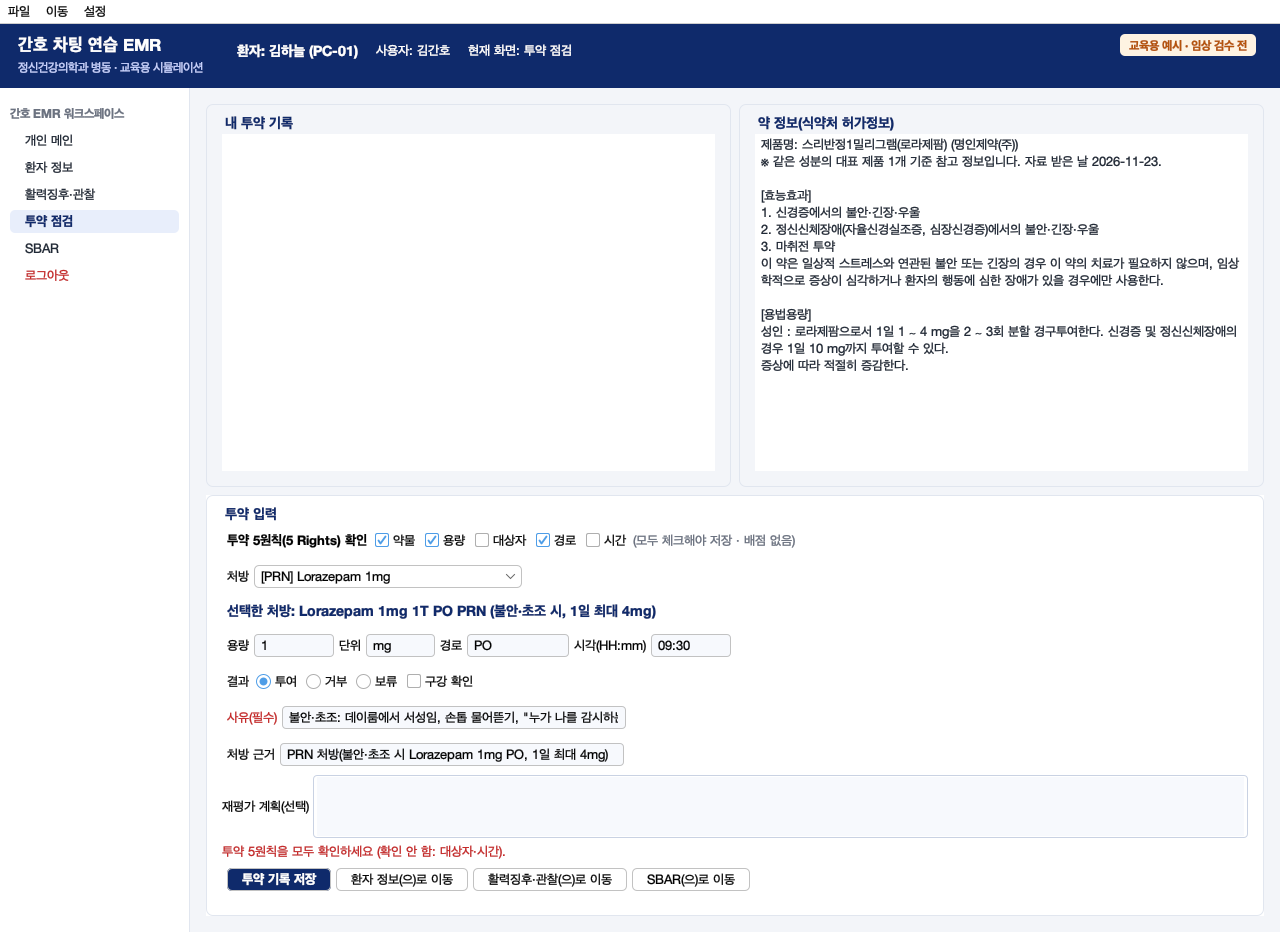 파일 이동 설정
간호 차팅 연습 EMR
정신건강의학과 병동 · 교육용 시뮬레이션
환자: 김하늘 (PC-01) 사용자: 김간호 현재 화면: 투약 점검
교육용 예시 · 임상 검수 전
간호 EMR 워크스페이스
개인 메인
환자 정보
활력징후·관찰
투약 점검
SBAR
로그아웃
내 투약 기록
약 정보(식약처 허가정보)
제품명: 스리반정1밀리그램(로라제팜) (명인제약(주))
※ 같은 성분의 대표 제품 1개 기준 참고 정보입니다. 자료 받은 날 2026-11-23.
[효능효과]
1. 신경증에서의 불안·긴장·우울
2. 정신신체장애(자율신경실조증, 심장신경증)에서의 불안·긴장·우울
3. 마취전 투약
이 약은 일상적 스트레스와 연관된 불안 또는 긴장의 경우 이 약의 치료가 필요하지 않으며, 임상
학적으로 증상이 심각하거나 환자의 행동에 심한 장애가 있을 경우에만 사용한다.
[용법용량]
성인 : 로라제팜으로서 1일 1 ~ 4 mg을 2 ~ 3회 분할 경구투여한다. 신경증 및 정신신체장애의
경우 1일 10 mg까지 투여할 수 있다.
증상에 따라 적절히 증감한다.
투약 입력
투약 5원칙(5 Rights) 확인 약물 용량 대상자 경로 시간 (모두 체크해야 저장 · 배점 없음)
처방 [PRN] Lorazepam 1mg
선택한 처방: Lorazepam 1mg 1T PO PRN (불안·초조 시, 1일 최대 4mg)
용량 1 단위 mg 경로 PO 시각(HH:mm) 09:30
결과 투여 거부 보류 구강 확인
사유(필수) 불안·초조: 데이룸에서 서성임, 손톱 물어뜯기, "누가 나를 감시하는
처방 근거 PRN 처방(불안·초조 시 Lorazepam 1mg PO, 1일 최대 4mg)
재평가 계획(선택)
투약 5원칙을 모두 확인하세요 (확인 안 함: 대상자·시간).
투약 기록 저장 환자 정보(으)로 이동 활력징후·관찰(으)로 이동 SBAR(으)로 이동